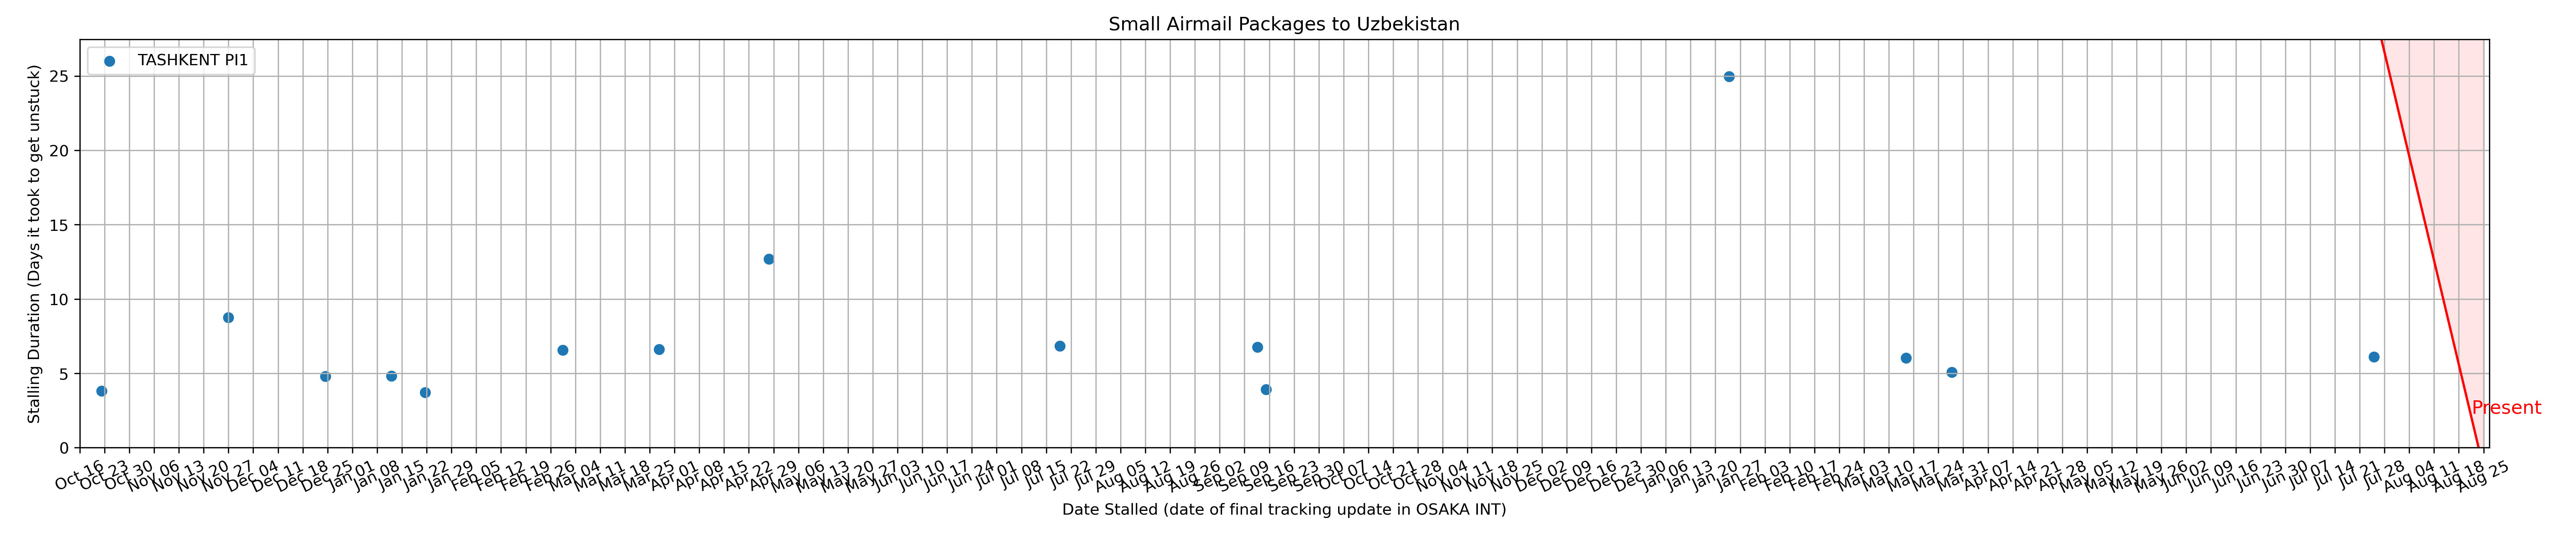 Small Airmail Packages to Uzbekistan
TASHKENT PI1
Stalling Duration (Days it took to get unstuck)
25
20
15
10
5
0
Present
Oct 16 Oct 23 Oct 30 Nov 06 Nov 13 Nov 20 Nov 27 Dec 04 Dec 11 Dec 18 Dec 25 Jan 01 Jan 08 Jan 15 Jan 22 Jan 29 Feb 05 Feb 12 Feb 19 Feb 26 Mar 04 Mar 11 Mar 18 Mar 25 Apr 01 Apr 08 Apr 15 Apr 22 Apr 29 May 06 May 13 May 20 May 27 Jun 03 Jun 10 Jun 17 Jun 24 Jul 01 Jul 08 Jul 15 Jul 22 Jul 29 Aug 05 Aug 12 Aug 19 Aug 26 Sep 02 Sep 09 Sep 16 Sep 23 Sep 30 Oct 07 Oct 14 Oct 21 Oct 28 Nov 04 Nov 11 Nov 18 Nov 25 Dec 02 Dec 09 Dec 16 Dec 23 Dec 30 Jan 06 Jan 13 Jan 20 Jan 27 Feb 03 Feb 10 Feb 17 Feb 24 Mar 03 Mar 10 Mar 17 Mar 24 Mar 31 Apr 07 Apr 14 Apr 21 Apr 28 May 05 May 12 May 19 May 26 Jun 02 Jun 09 Jun 16 Jun 23 Jun 30 Jul 07 Jul 14 Jul 21 Jul 28 Aug 04 Aug 11 Aug 18 Aug 25
Date Stalled (date of final tracking update in OSAKA INT)